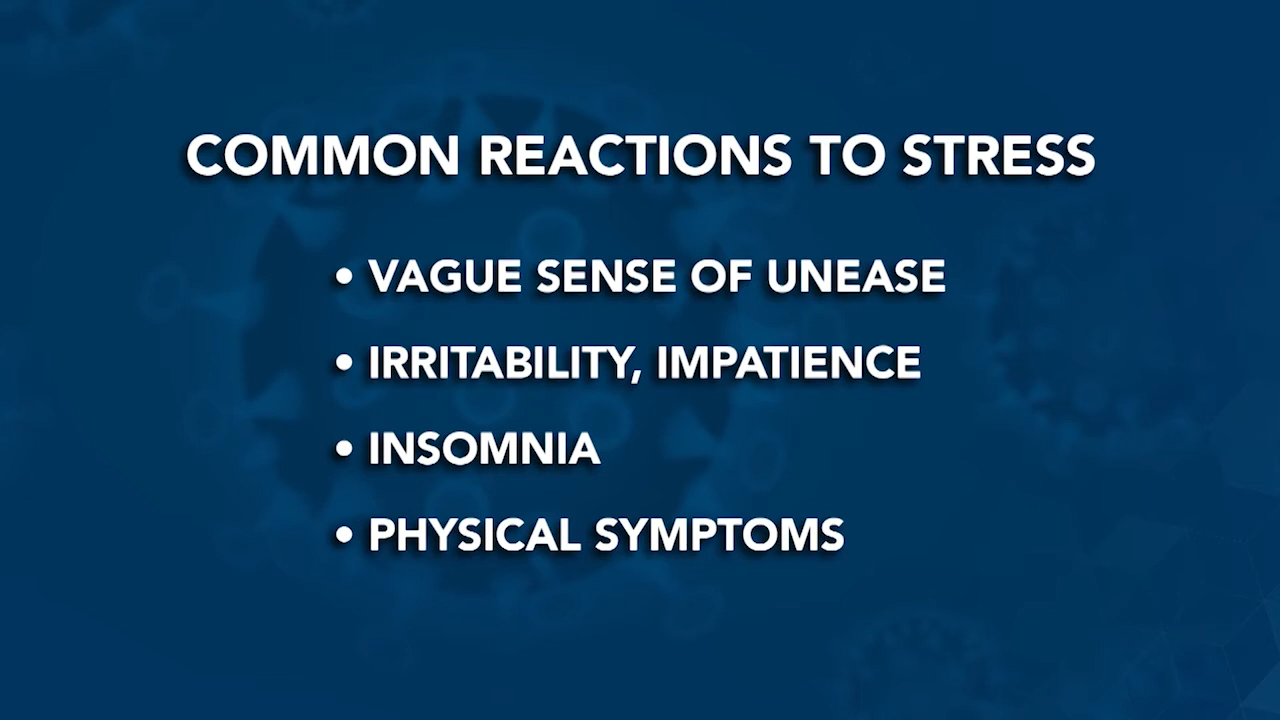 COMMON REACTIONS TO STRESS
• VAGUE SENSE OF UNEASE
• IRRITABILITY, IMPATIENCE
• INSOMNIA
• PHYSICAL SYMPTOMS